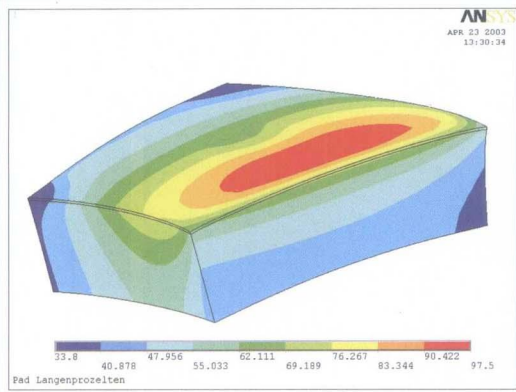 ANSYS
APR 23 2003
13:30:34
33.8 47.956 62.111 76.267 90.422
40.878 55.033 69.189 83.344 97.5
Pad Langenprozelten